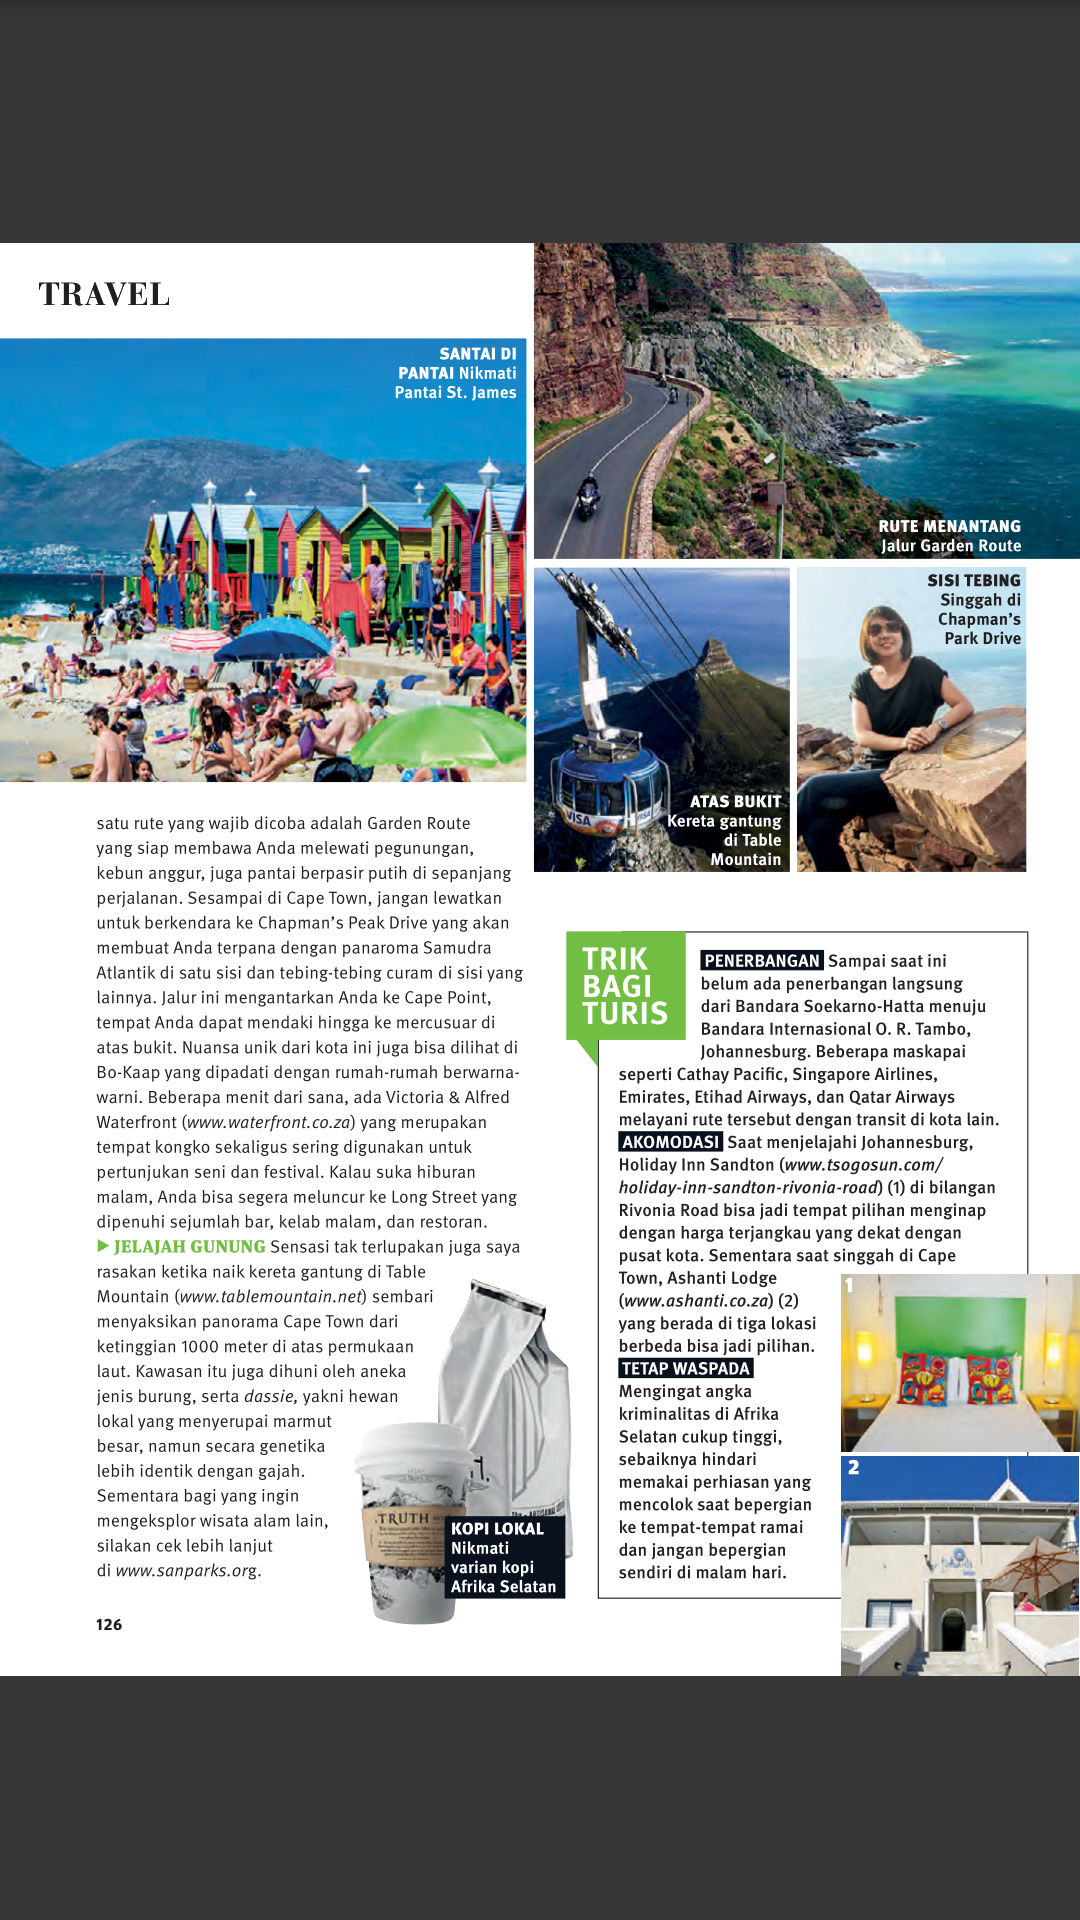 TRAVEL
SANTAI DI
PANTAI Nikmati
Pantai St. James
RUTE MENANTANG
Jalur Garden Route
ATAS BUKIT
Kereta gantung
di Table
Mountain
VISA
VISA
SISI TEBING
Singgah di
Chapman’s
Park Drive
satu rute yang wajib dicoba adalah Garden Route
yang siap membawa Anda melewati pegunungan,
kebun anggur, juga pantai berpasir putih di sepanjang
perjalanan. Sesampai di Cape Town, jangan lewatkan
untuk berkendara ke Chapman’s Peak Drive yang akan
membuat Anda terpana dengan panaroma Samudra
Atlantik di satu sisi dan tebing-tebing curam di sisi yang
lainnya. Jalur ini mengantarkan Anda ke Cape Point,
tempat Anda dapat mendaki hingga ke mercusuar di
atas bukit. Nuansa unik dari kota ini juga bisa dilihat di
Bo-Kaap yang dipadati dengan rumah-rumah berwarna-
warni. Beberapa menit dari sana, ada Victoria & Alfred
Waterfront (www.waterfront.co.za) yang merupakan
tempat kongko sekaligus sering digunakan untuk
pertunjukan seni dan festival. Kalau suka hiburan
malam, Anda bisa segera meluncur ke Long Street yang
dipenuhi sejumlah bar, kelab malam, dan restoran.
▶ JELAJAH GUNUNG Sensasi tak terlupakan juga saya
rasakan ketika naik kereta gantung di Table
Mountain (www.tablemountain.net) sembari
menyaksikan panorama Cape Town dari
ketinggian 1000 meter di atas permukaan
laut. Kawasan itu juga dihuni oleh aneka
jenis burung, serta dassie, yakni hewan
lokal yang menyerupai marmut
besar, namun secara genetika
lebih identik dengan gajah.
Sementara bagi yang ingin
mengeksplor wisata alam lain,
silakan cek lebih lanjut
di www.sanparks.org.
TRUTH
KOPI LOKAL
Nikmati
varian kopi
Afrika Selatan
TRIK
BAGI
TURIS
PENERBANGAN Sampai saat ini
belum ada penerbangan langsung
dari Bandara Soekarno-Hatta menuju
Bandara Internasional O. R. Tambo,
Johannesburg. Beberapa maskapai
seperti Cathay Pacific, Singapore Airlines,
Emirates, Etihad Airways, dan Qatar Airways
melayani rute tersebut dengan transit di kota lain.
AKOMODASI Saat menjelajahi Johannesburg,
Holiday Inn Sandton (www.tsogosun.com/
holiday-inn-sandton-rivonia-road) (1) di bilangan
Rivonia Road bisa jadi tempat pilihan menginap
dengan harga terjangkau yang dekat dengan
pusat kota. Sementara saat singgah di Cape
Town, Ashanti Lodge
(www.ashanti.co.za) (2)
yang berada di tiga lokasi
berbeda bisa jadi pilihan.
TETAP WASPADA
Mengingat angka
kriminalitas di Afrika
Selatan cukup tinggi,
sebaiknya hindari
memakai perhiasan yang
mencolok saat bepergian
ke tempat-tempat ramai
dan jangan bepergian
sendiri di malam hari.
1
2
126